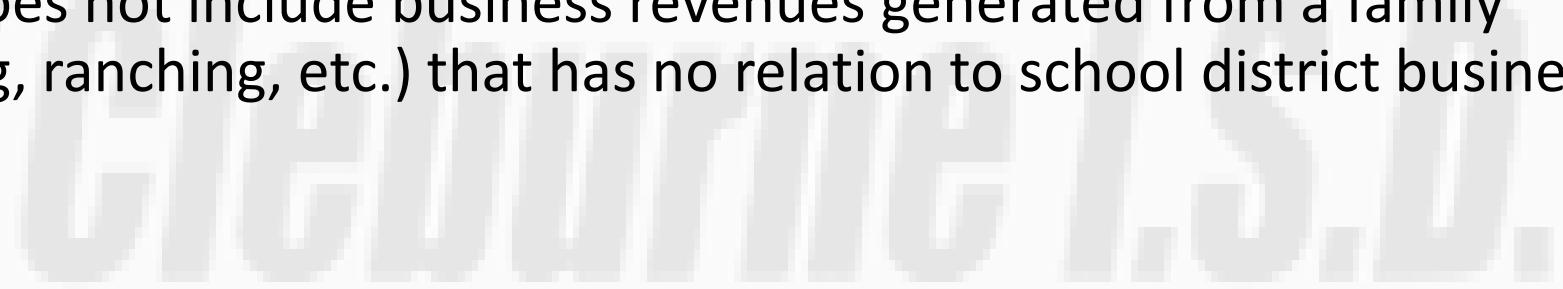 oes not include business revenues generated from a family
g, ranching, etc.) that has no relation to school district busine
Cleburne I.S.D.